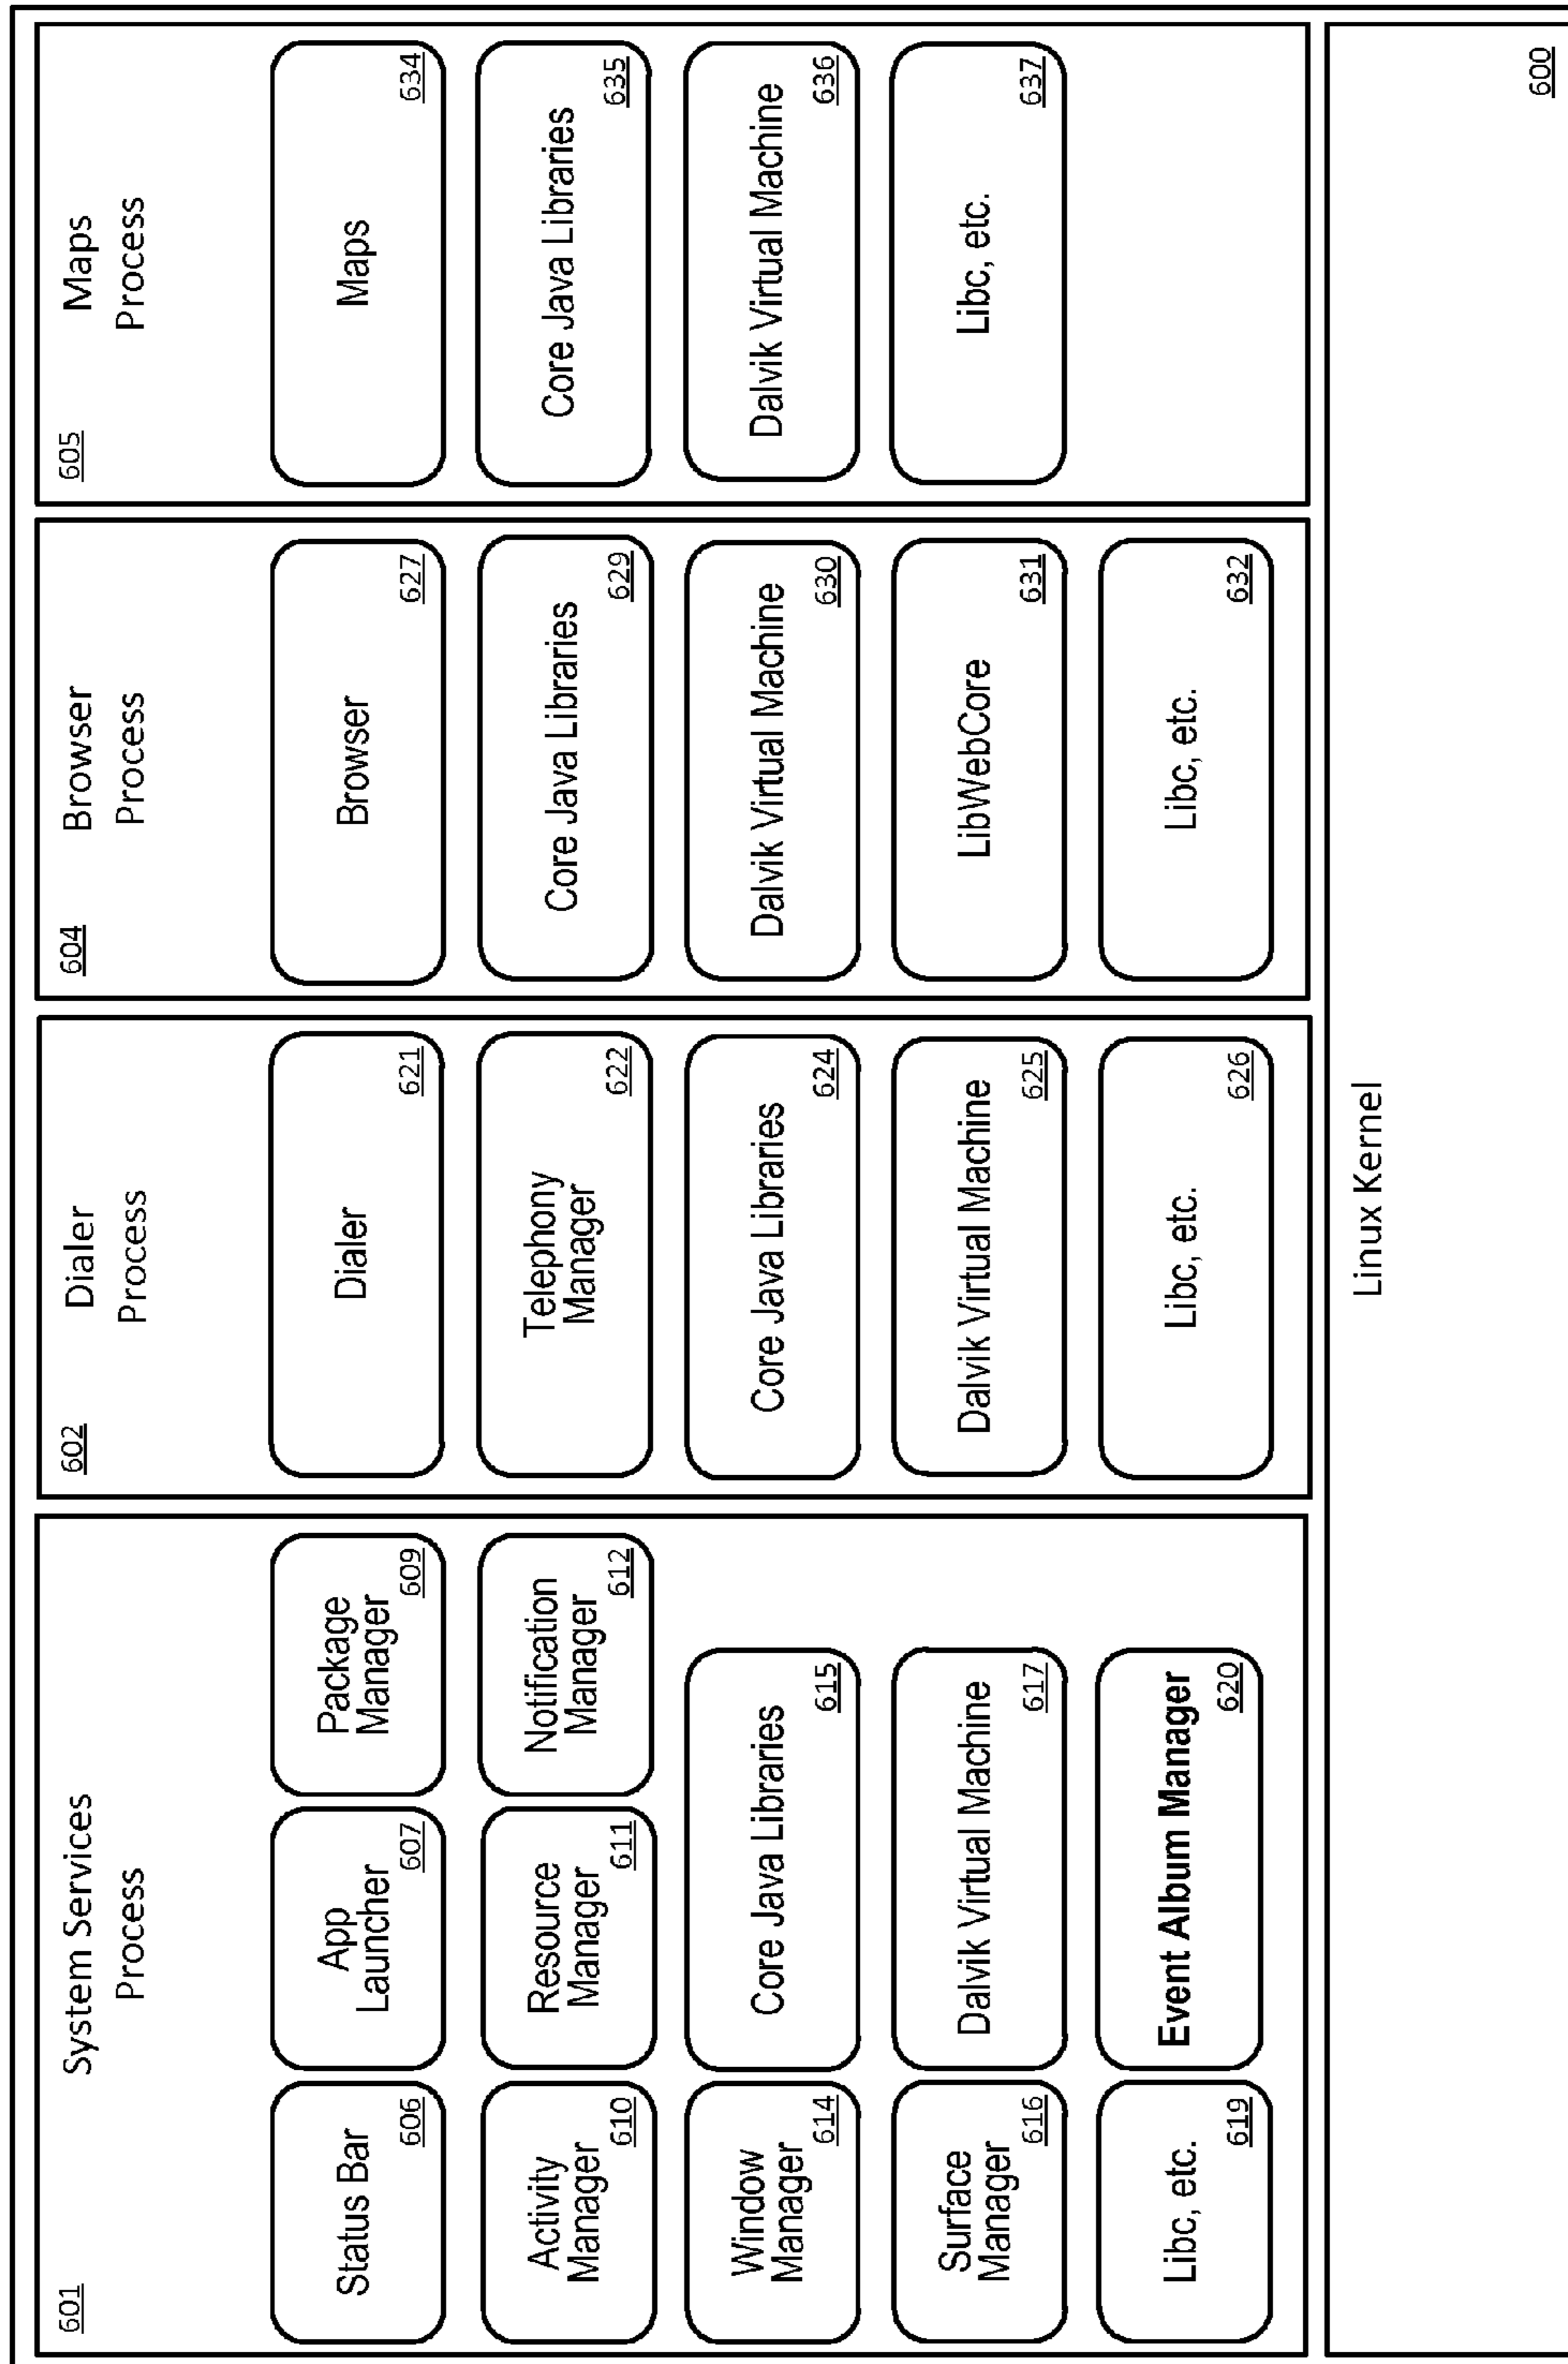 601
System Services
Process
Status Bar
606
App
Launcher
607
Package
Manager
609
Activity
Manager
610
Resource
Manager
611
Notification
Manager
612
Window
Manager
614
Core Java Libraries
615
Surface
Manager
616
Dalvik Virtual Machine
617
Libc, etc.
619
Event Album Manager
620
602
Dialer
Process
Dialer
621
Telephony
Manager
622
Core Java Libraries
624
Dalvik Virtual Machine
625
Libc, etc.
626
604
Browser
Process
Browser
627
Core Java Libraries
629
Dalvik Virtual Machine
630
LibWebCore
631
Libc, etc.
632
605
Maps
Process
Maps
634
Core Java Libraries
635
Dalvik Virtual Machine
636
Libc, etc.
637
Linux Kernel
600